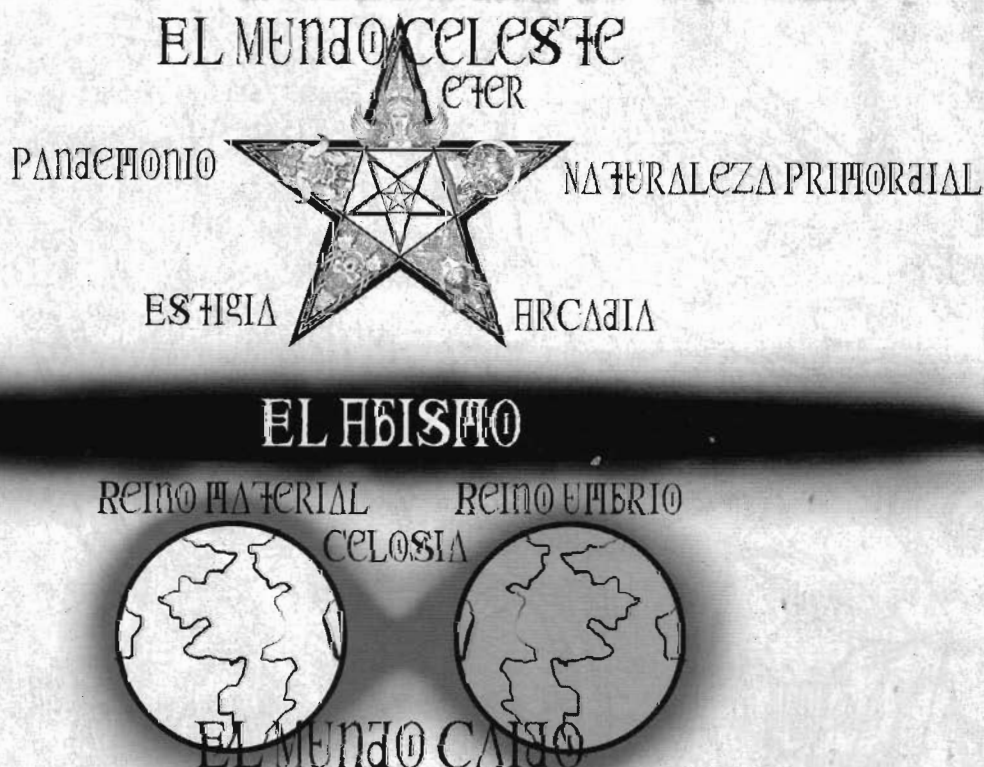 EL MUNDO CELESTE
ETER
PANDEMONIO
NATURALEZA PRIMORDIAL
ESTIGIA
ARCADIA
EL ABISMO
REINO MATERIAL
REINO UMBRIO
CELOSIA
EL MUNDO CAIDO